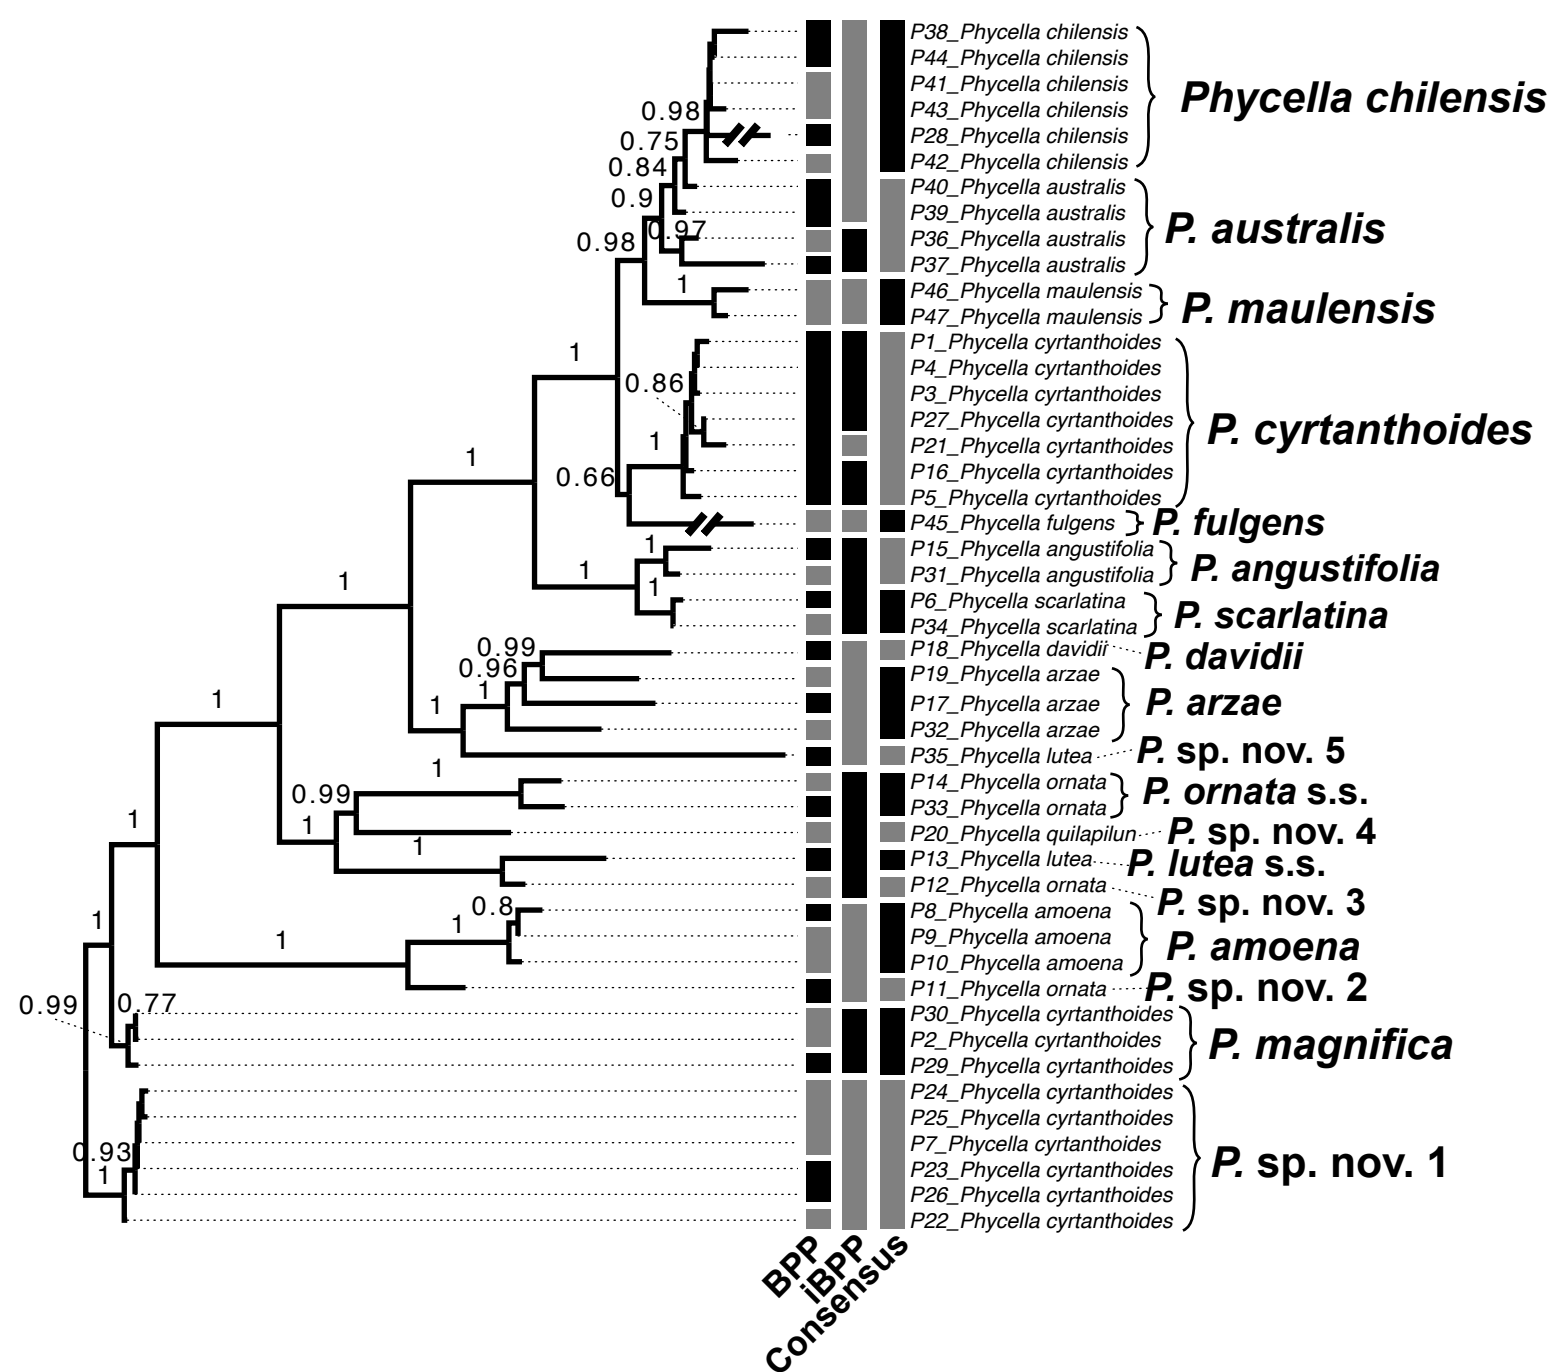 P38_Phycella chilensis
P44_Phycella chilensis
P41_Phycella chilensis
P43_Phycella chilensis
P28_Phycella chilensis
P42_Phycella chilensis
Phycella chilensis
P40_Phycella australis
P39_Phycella australis
P36_Phycella australis
P37_Phycella australis
P. australis
P46_Phycella maulensis
P47_Phycella maulensis
P. maulensis
P1_Phycella cyrtanthoides
P4_Phycella cyrtanthoides
P3_Phycella cyrtanthoides
P27_Phycella cyrtanthoides
P21_Phycella cyrtanthoides
P16_Phycella cyrtanthoides
P5_Phycella cyrtanthoides
P. cyrtanthoides
P45_Phycella fulgens
P. fulgens
P15_Phycella angustifolia
P31_Phycella angustifolia
P. angustifolia
P6_Phycella scarlatina
P34_Phycella scarlatina
P. scarlatina
P18_Phycella davidii
P. davidii
P19_Phycella arzae
P17_Phycella arzae
P32_Phycella arzae
P. arzae
P35_Phycella lutea
P. sp. nov. 5
P14_Phycella ornata
P33_Phycella ornata
P. ornata s.s.
P20_Phycella quilapilun
P. sp. nov. 4
P13_Phycella lutea
P. lutea s.s.
P12_Phycella ornata
P. sp. nov. 3
P8_Phycella amoena
P9_Phycella amoena
P10_Phycella amoena
P. amoena
P11_Phycella ornata
P. sp. nov. 2
P30_Phycella cyrtanthoides
P2_Phycella cyrtanthoides
P29_Phycella cyrtanthoides
P. magnifica
P24_Phycella cyrtanthoides
P25_Phycella cyrtanthoides
P7_Phycella cyrtanthoides
P23_Phycella cyrtanthoides
P26_Phycella cyrtanthoides
P22_Phycella cyrtanthoides
P. sp. nov. 1
0.98
0.75
0.84
0.9
0.97
0.98
1
1
0.86
1
1
0.66
1
1
1
1
0.99
0.96
1
1
1
1
0.99
1
1
1
0.8
1
1
1
0.99
0.77
0.93
1
BPP
iBPP
Consensus